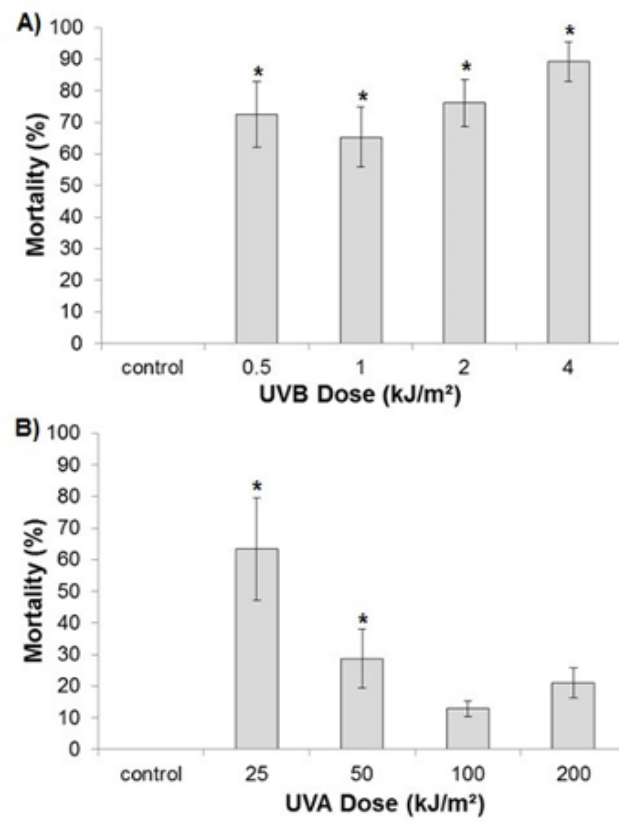 A)
100
90
80
70
60
50
40
30
20
10
0
Mortality (%)
* * * *
control 0.5 1 2 4
UVB Dose (kJ/m²)
B)
100
90
80
70
60
50
40
30
20
10
0
Mortality (%)
* *
control 25 50 100 200
UVA Dose (kJ/m²)